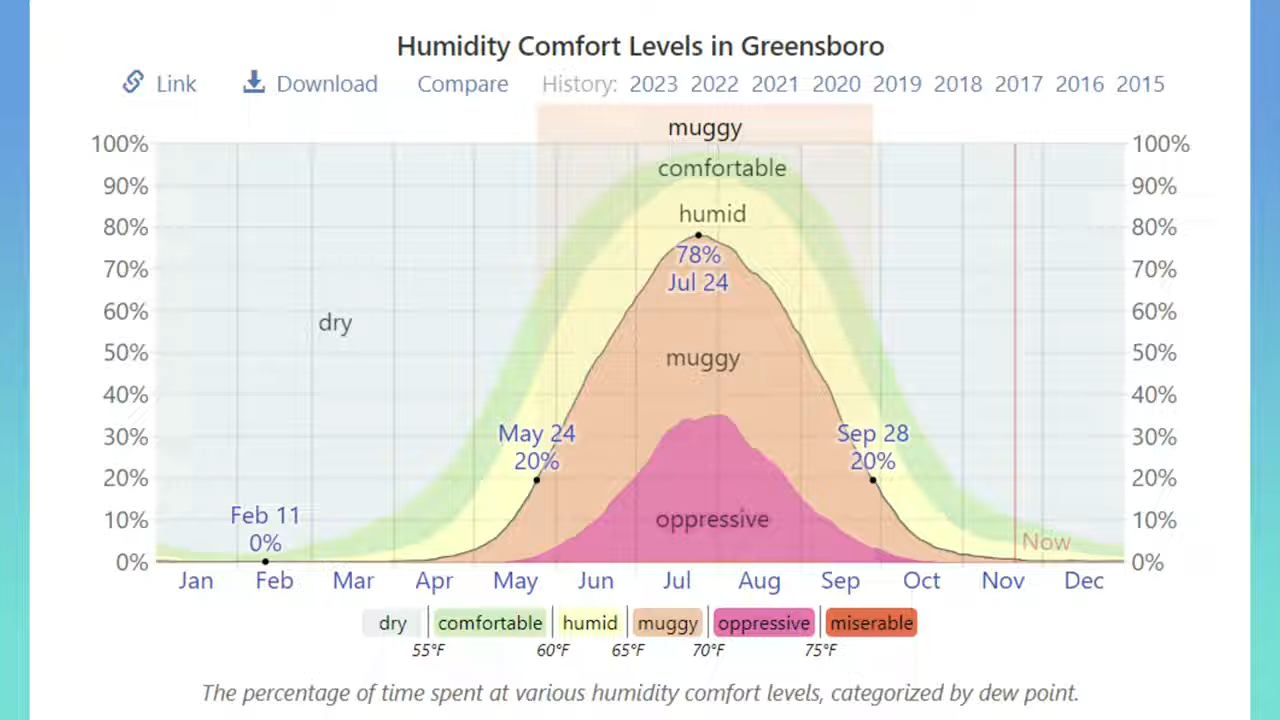 Humidity Comfort Levels in Greensboro
Link Download Compare History: 2023 2022 2021 2020 2019 2018 2017 2016 2015
muggy
100% 100%
comfortable
90% 90%
humid
80% 80%
78%
70% 70%
Jul 24
60% 60%
dry
50% 50%
muggy
40% 40%
30% May 24 Sep 28 30%
20% 20%
20% 20%
Feb 11
10% oppressive 10%
0% Now
0% 0%
Jan Feb Mar Apr May Jun Jul Aug Sep Oct Nov Dec
dry comfortable humid muggy oppressive miserable
55°F 60°F 65°F 70°F 75°F
The percentage of time spent at various humidity comfort levels, categorized by dew point.